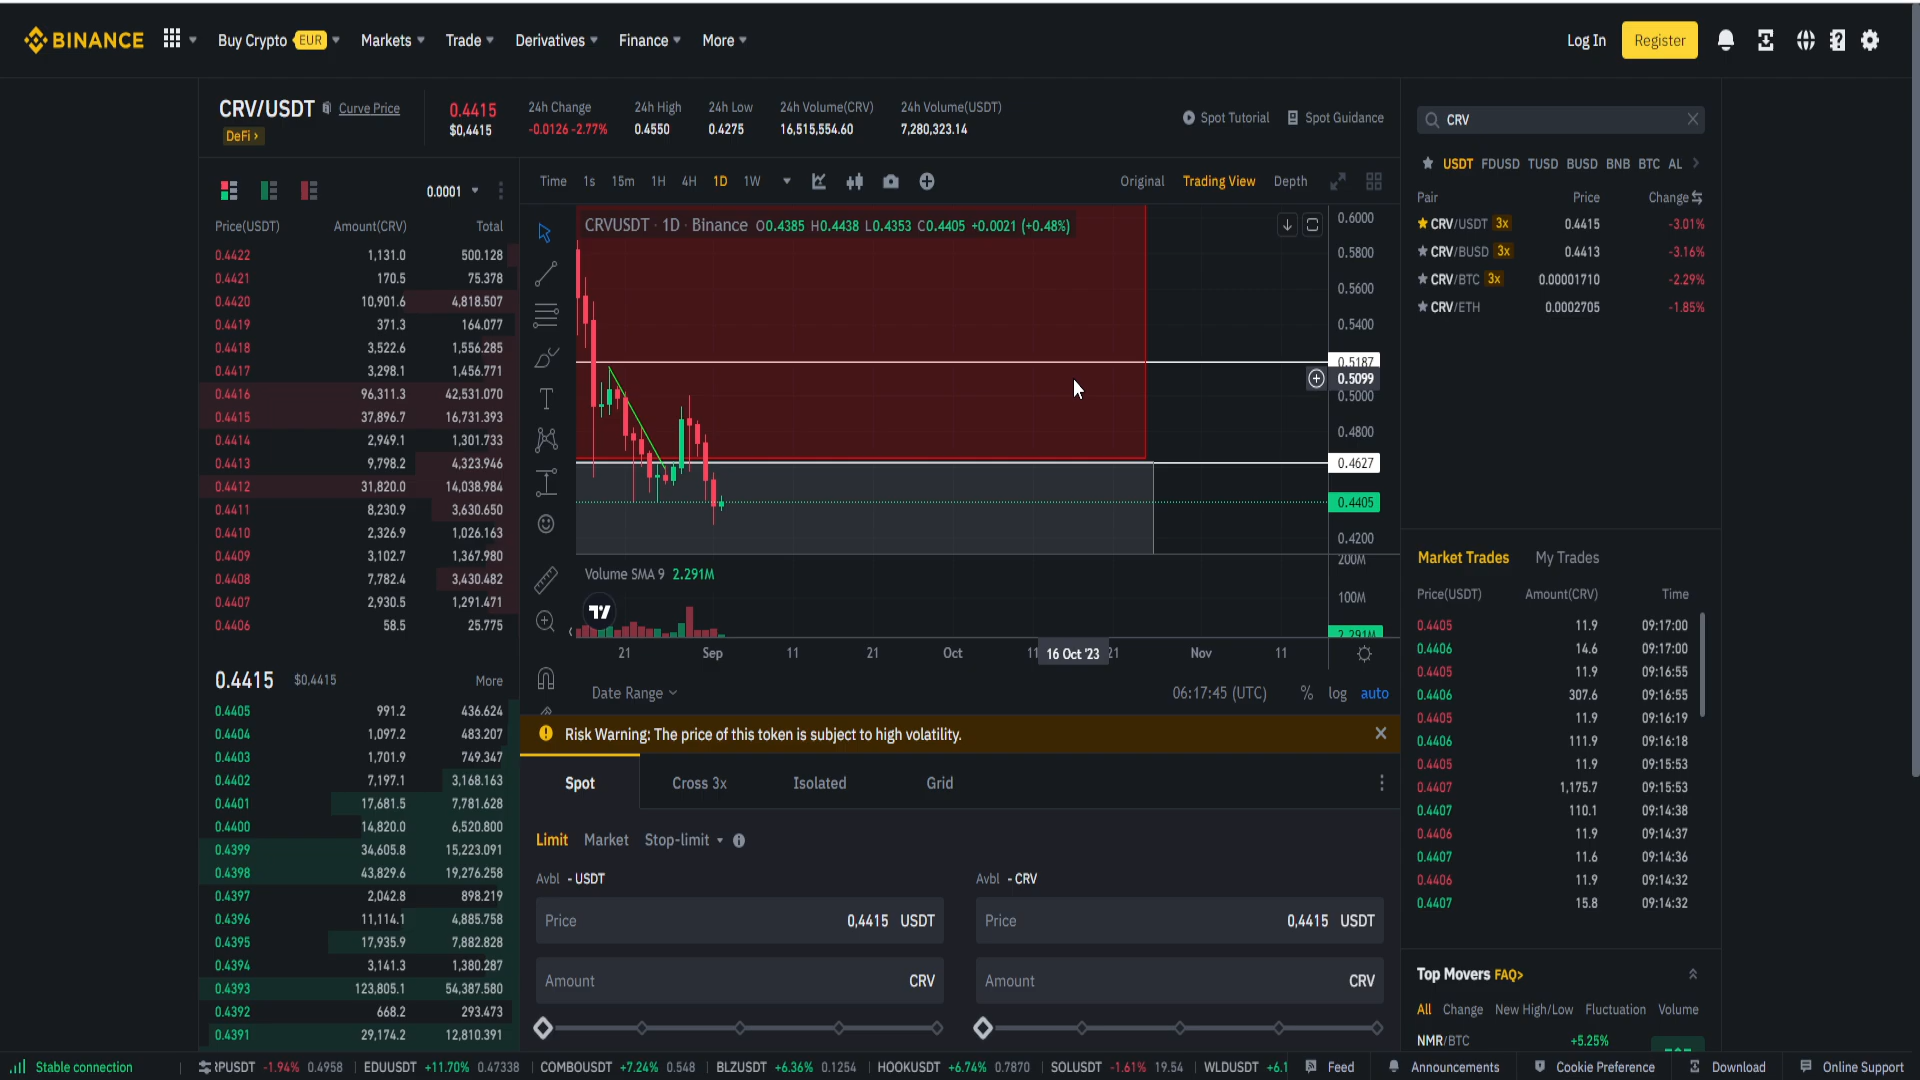 BINANCE Buy Crypto EUR Markets Trade Derivatives Finance More Log In Register
CRV/USDT Curve Price
DeFi ›
0.4415
$0,4415
24h Change
-0.0126 -2.77%
24h High
0.4550
24h Low
0.4275
24h Volume(CRV)
16,515,554.60
24h Volume(USDT)
7,280,323.14
Spot Tutorial Spot Guidance
0.0001
Price(USDT) Amount(CRV) Total
0.4422 1,131.0 500.128
0.4421 170.5 75.378
0.4420 10,901.6 4,818.507
0.4419 371.3 164.077
0.4418 3,522.6 1,556.285
0.4417 3,298.1 1,456.771
0.4416 96,311.3 42,531.070
0.4415 37,896.7 16,731.393
0.4414 2,949.1 1,301.733
0.4413 9,798.2 4,323.946
0.4412 31,820.0 14,038.984
0.4411 8,230.9 3,630.650
0.4410 2,326.9 1,026.163
0.4409 3,102.7 1,367.980
0.4408 7,782.4 3,430.482
0.4407 2,930.5 1,291.471
0.4406 58.5 25.775
0.4415 $0,4415 More
0.4405 991.2 436.624
0.4404 1,097.2 483.207
0.4403 1,701.9 749.347
0.4402 7,197.1 3,168.163
0.4401 17,681.5 7,781.628
0.4400 14,820.0 6,520.800
0.4399 34,605.8 15,223.091
0.4398 43,829.6 19,276.258
0.4397 2,042.8 898.219
0.4396 11,114.1 4,885.758
0.4395 17,935.9 7,882.828
0.4394 3,141.3 1,380.287
0.4393 123,805.1 54,387.580
0.4392 668.2 293.473
0.4391 29,174.2 12,810.391
Time 1s 15m 1H 4H 1D 1W Original Trading View Depth
CRVUSDT · 1D · Binance O0.4385 H0.4438 L0.4353 C0.4405 +0.0021 (+0.48%)
0.6000
0.5800
0.5600
0.5400
0.5187
0.5099
0.5000
0.4800
0.4627
0.4405
0.4200
Volume SMA 9 2.291M
200M
100M
2.291M
21 Sep 11 21 Oct 11 16 Oct '23 21 Nov 11
Date Range 06:17:45 (UTC) % log auto
Risk Warning: The price of this token is subject to high volatility.
Spot Cross 3x Isolated Grid
Limit Market Stop-limit
Avbl - USDT
Price 0,4415 USDT
Amount CRV
Avbl - CRV
Price 0,4415 USDT
Amount CRV
CRV
USDT FDUSD TUSD BUSD BNB BTC AL
Pair Price Change
CRV/USDT 3x 0.4415 -3.01%
CRV/BUSD 3x 0.4413 -3.16%
CRV/BTC 3x 0.00001710 -2.29%
CRV/ETH 0.0002705 -1.85%
Market Trades My Trades
Price(USDT) Amount(CRV) Time
0.4405 11.9 09:17:00
0.4406 14.6 09:17:00
0.4405 11.9 09:16:55
0.4406 307.6 09:16:55
0.4405 11.9 09:16:19
0.4406 111.9 09:16:18
0.4405 11.9 09:15:53
0.4407 1,175.7 09:15:53
0.4407 110.1 09:14:38
0.4406 11.9 09:14:37
0.4407 11.6 09:14:36
0.4406 11.9 09:14:32
0.4407 15.8 09:14:32
Top Movers FAQ>
All Change New High/Low Fluctuation Volume
NMR/BTC +5.25%
Stable connection PUSDT -1.94% 0.4958 EDUUSDT +11.70% 0.47338 COMBOUSDT +7.24% 0.548 BLZUSDT +6.36% 0.1254 HOOKUSDT +6.74% 0.7870 SOLUSDT -1.61% 19.54 WLDUSDT +6.1 Feed Announcements Cookie Preference Download Online Support